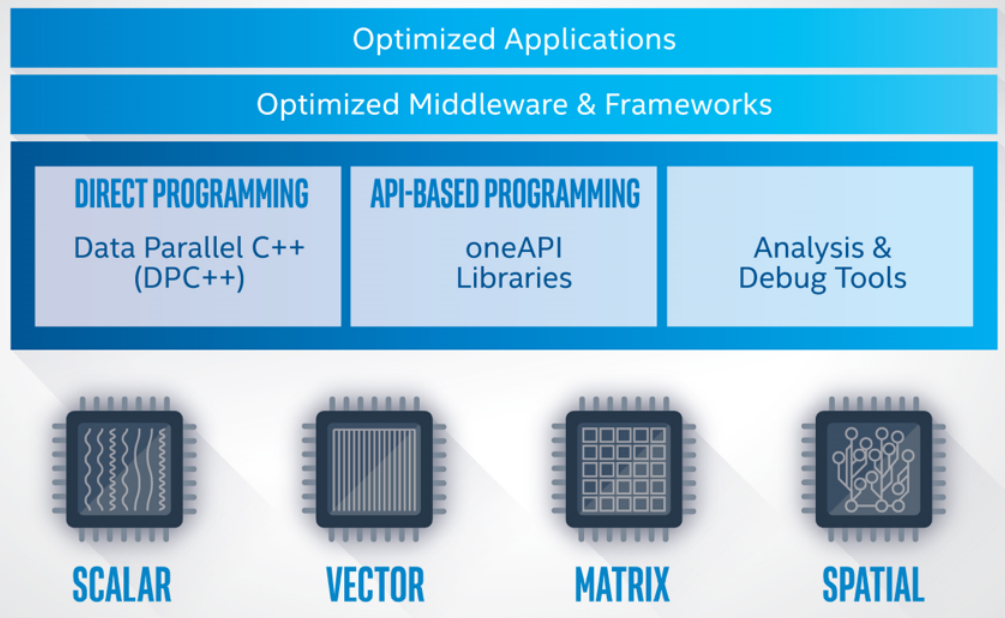 Optimized Applications
Optimized Middleware & Frameworks
DIRECT PROGRAMMING
Data Parallel C++
(DPC++)
API-BASED PROGRAMMING
oneAPI
Libraries
Analysis &
Debug Tools
SCALAR
VECTOR
MATRIX
SPATIAL